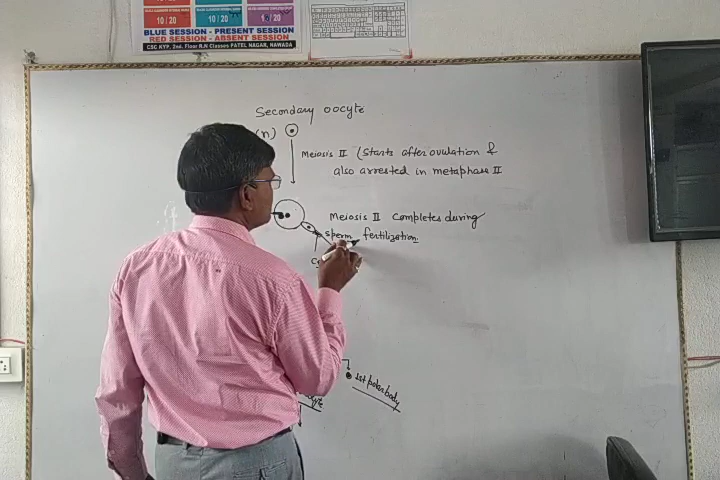 10/20
10/20
BLUE SESSION - PRESENT SESSION
RED SESSION - ABSENT SESSION
CSC KYP, 2nd. Floor R.N Classes PATEL NAGAR, NAWADA
Secondary oocyte
(n)
Meiosis II (Starts after ovulation &
also arrested in metaphase II
Meiosis II Completes during
sperm fertilization
1st polar body